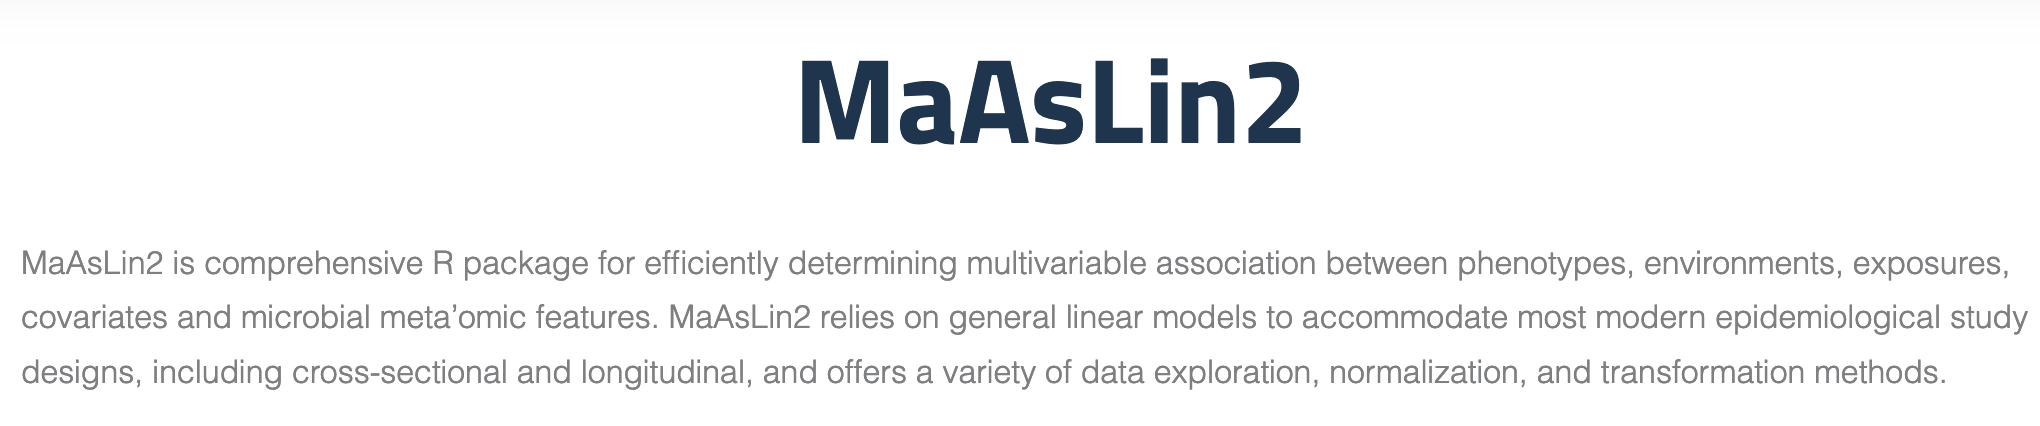 MaAsLin2
MaAsLin2 is comprehensive R package for efficiently determining multivariable association between phenotypes, environments, exposures,
covariates and microbial meta’omic features. MaAsLin2 relies on general linear models to accommodate most modern epidemiological study
designs, including cross-sectional and longitudinal, and offers a variety of data exploration, normalization, and transformation methods.